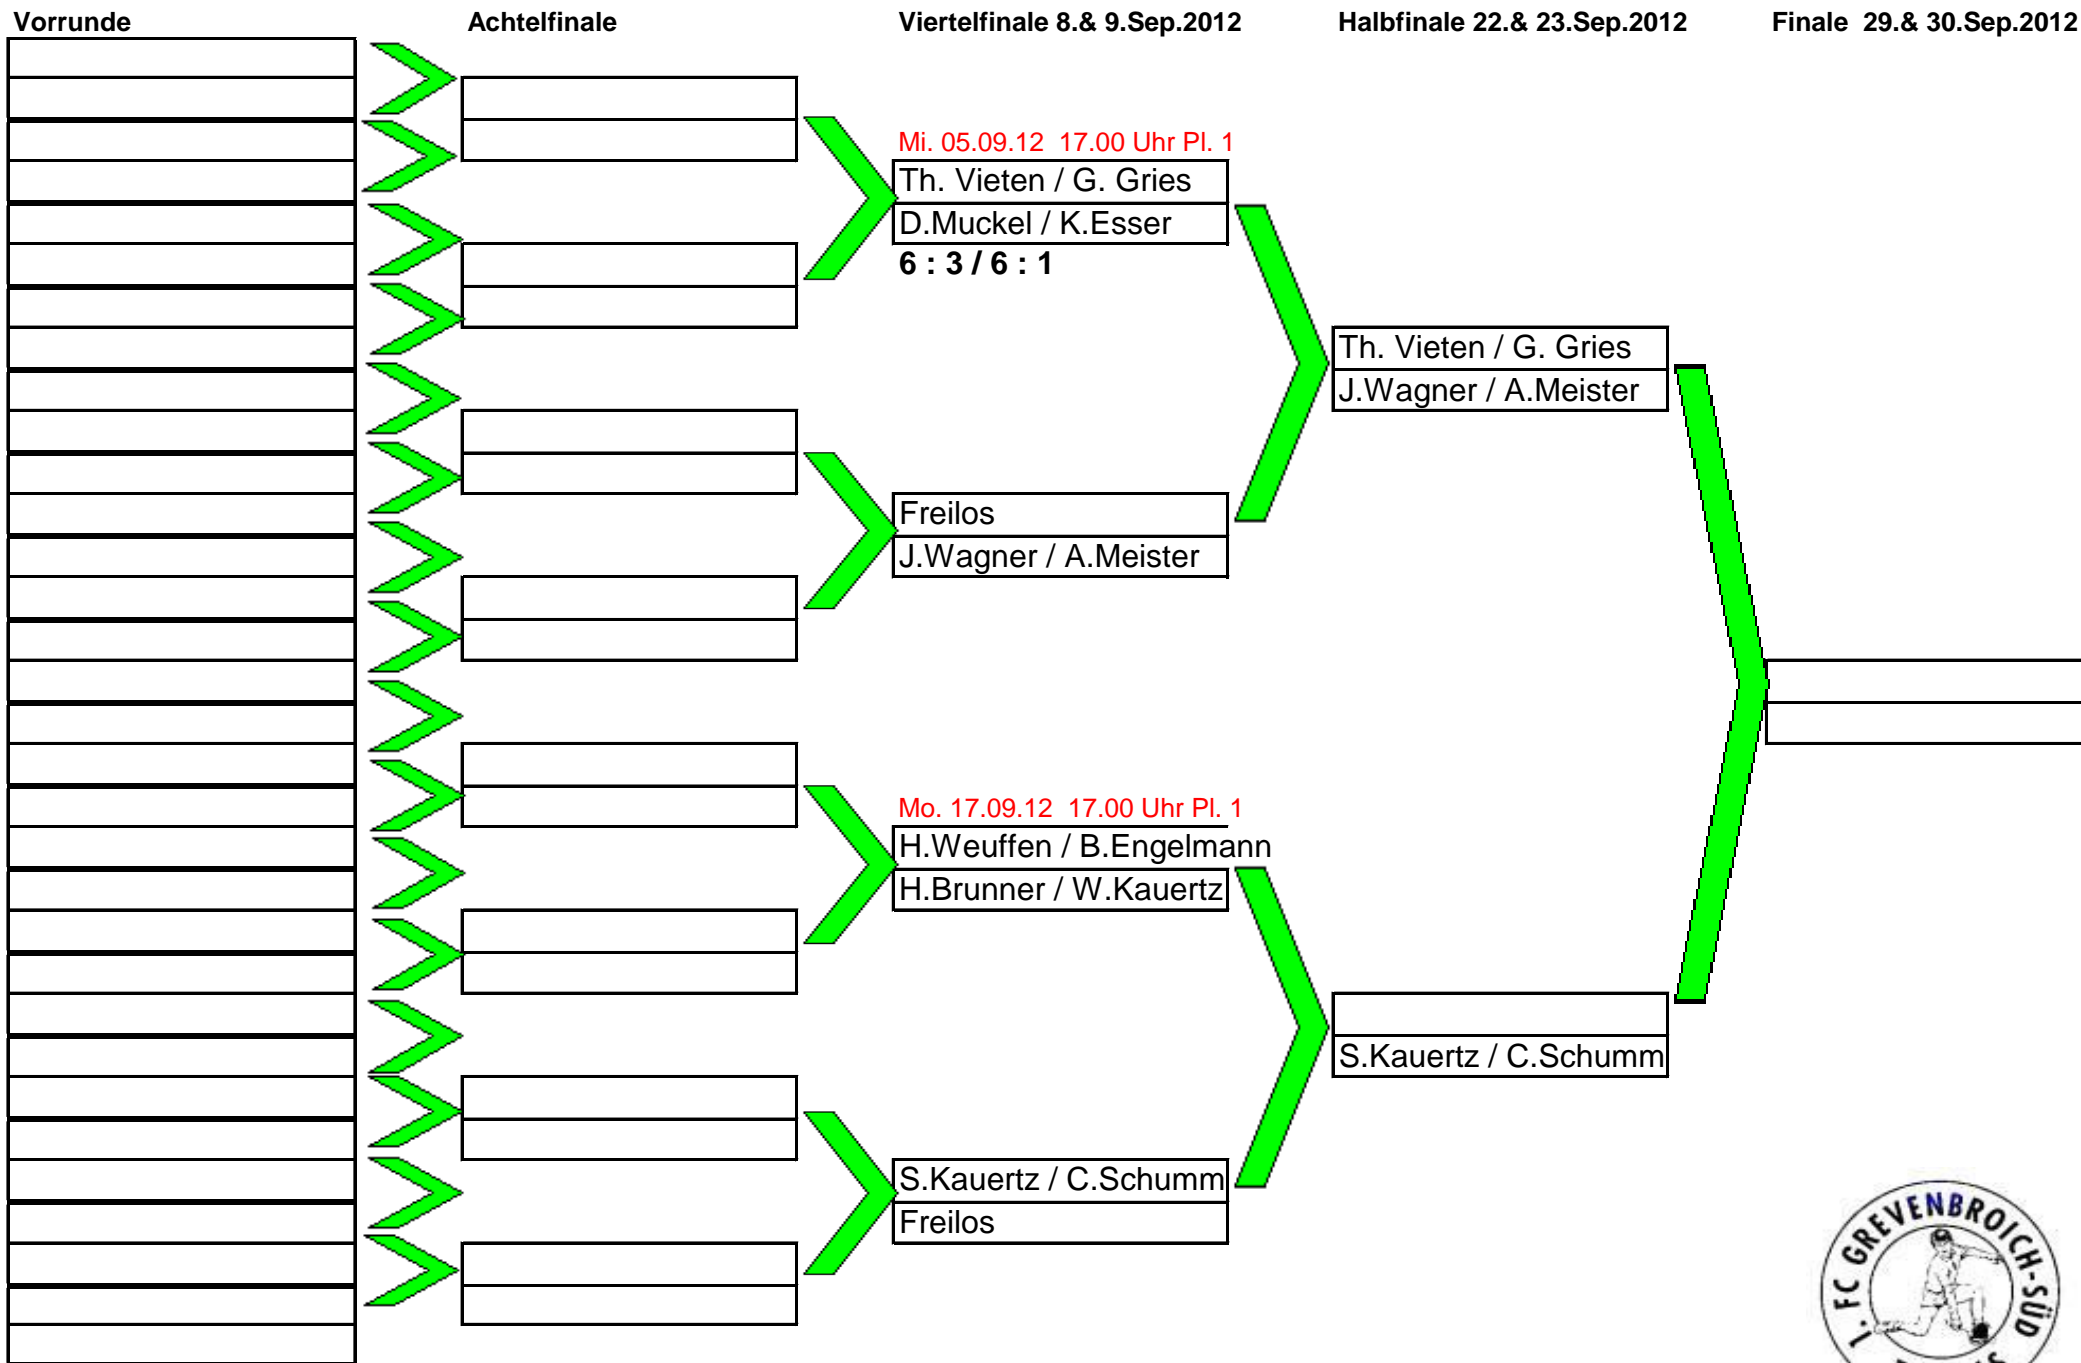 Vorrunde
Achtelfinale
Viertelfinale 8.& 9.Sep.2012
Halbfinale 22.& 23.Sep.2012
Finale  29.& 30.Sep.2012
Mi. 05.09.12  17.00 Uhr Pl. 1
Th. Vieten / G. Gries
D.Muckel / K.Esser
6 : 3 / 6 : 1
Th. Vieten / G. Gries
J.Wagner / A.Meister
Freilos
J.Wagner / A.Meister
Mo. 17.09.12  17.00 Uhr Pl. 1
H.Weuffen / B.Engelmann
H.Brunner / W.Kauertz
S.Kauertz / C.Schumm
S.Kauertz / C.Schumm
Freilos
1. FC GREVENBROICH-SÜD